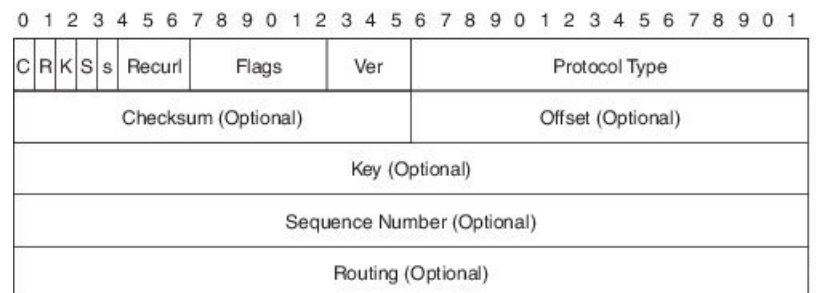 0 1 2 3 4 5 6 7 8 9 0 1 2 3 4 5 6 7 8 9 0 1 2 3 4 5 6 7 8 9 0 1
C R K S s Recurl Flags Ver Protocol Type
Checksum (Optional) Offset (Optional)
Key (Optional)
Sequence Number (Optional)
Routing (Optional)